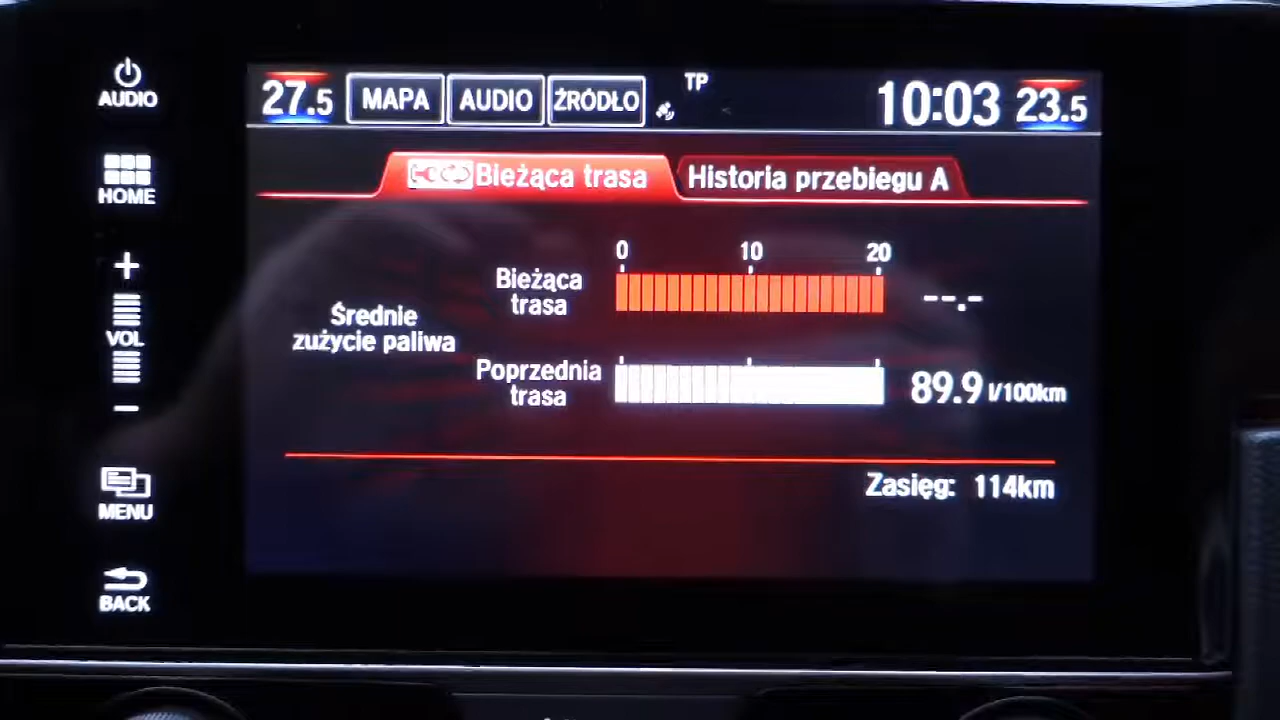 AUDIO
HOME
+
VOL
-
MENU
BACK
27.5 MAPA AUDIO ŹRÓDŁO TP 10:03 23.5
Bieżąca trasa Historia przebiegu A
0 10 20
Bieżąca
trasa
--.-
Średnie
zużycie paliwa
Poprzednia
trasa
89.9 l/100km
Zasięg: 114km